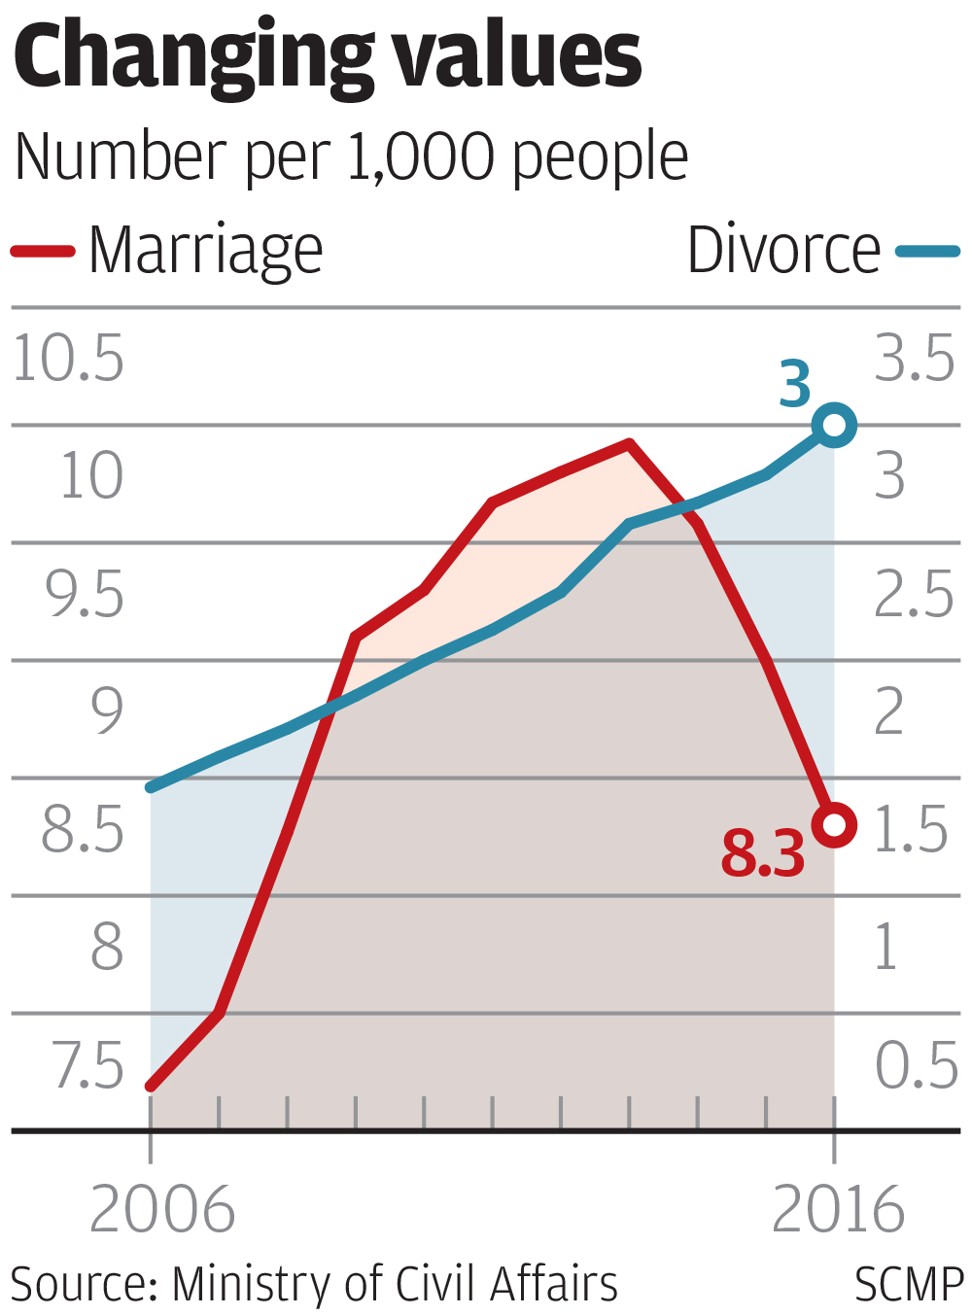 Changing values
Number per 1,000 people
Marriage Divorce
10.5 3.5
3
10 3
9.5 2.5
9 2
8.5 1.5
8.3
8 1
7.5 0.5
2006 2016
Source: Ministry of Civil Affairs SCMP